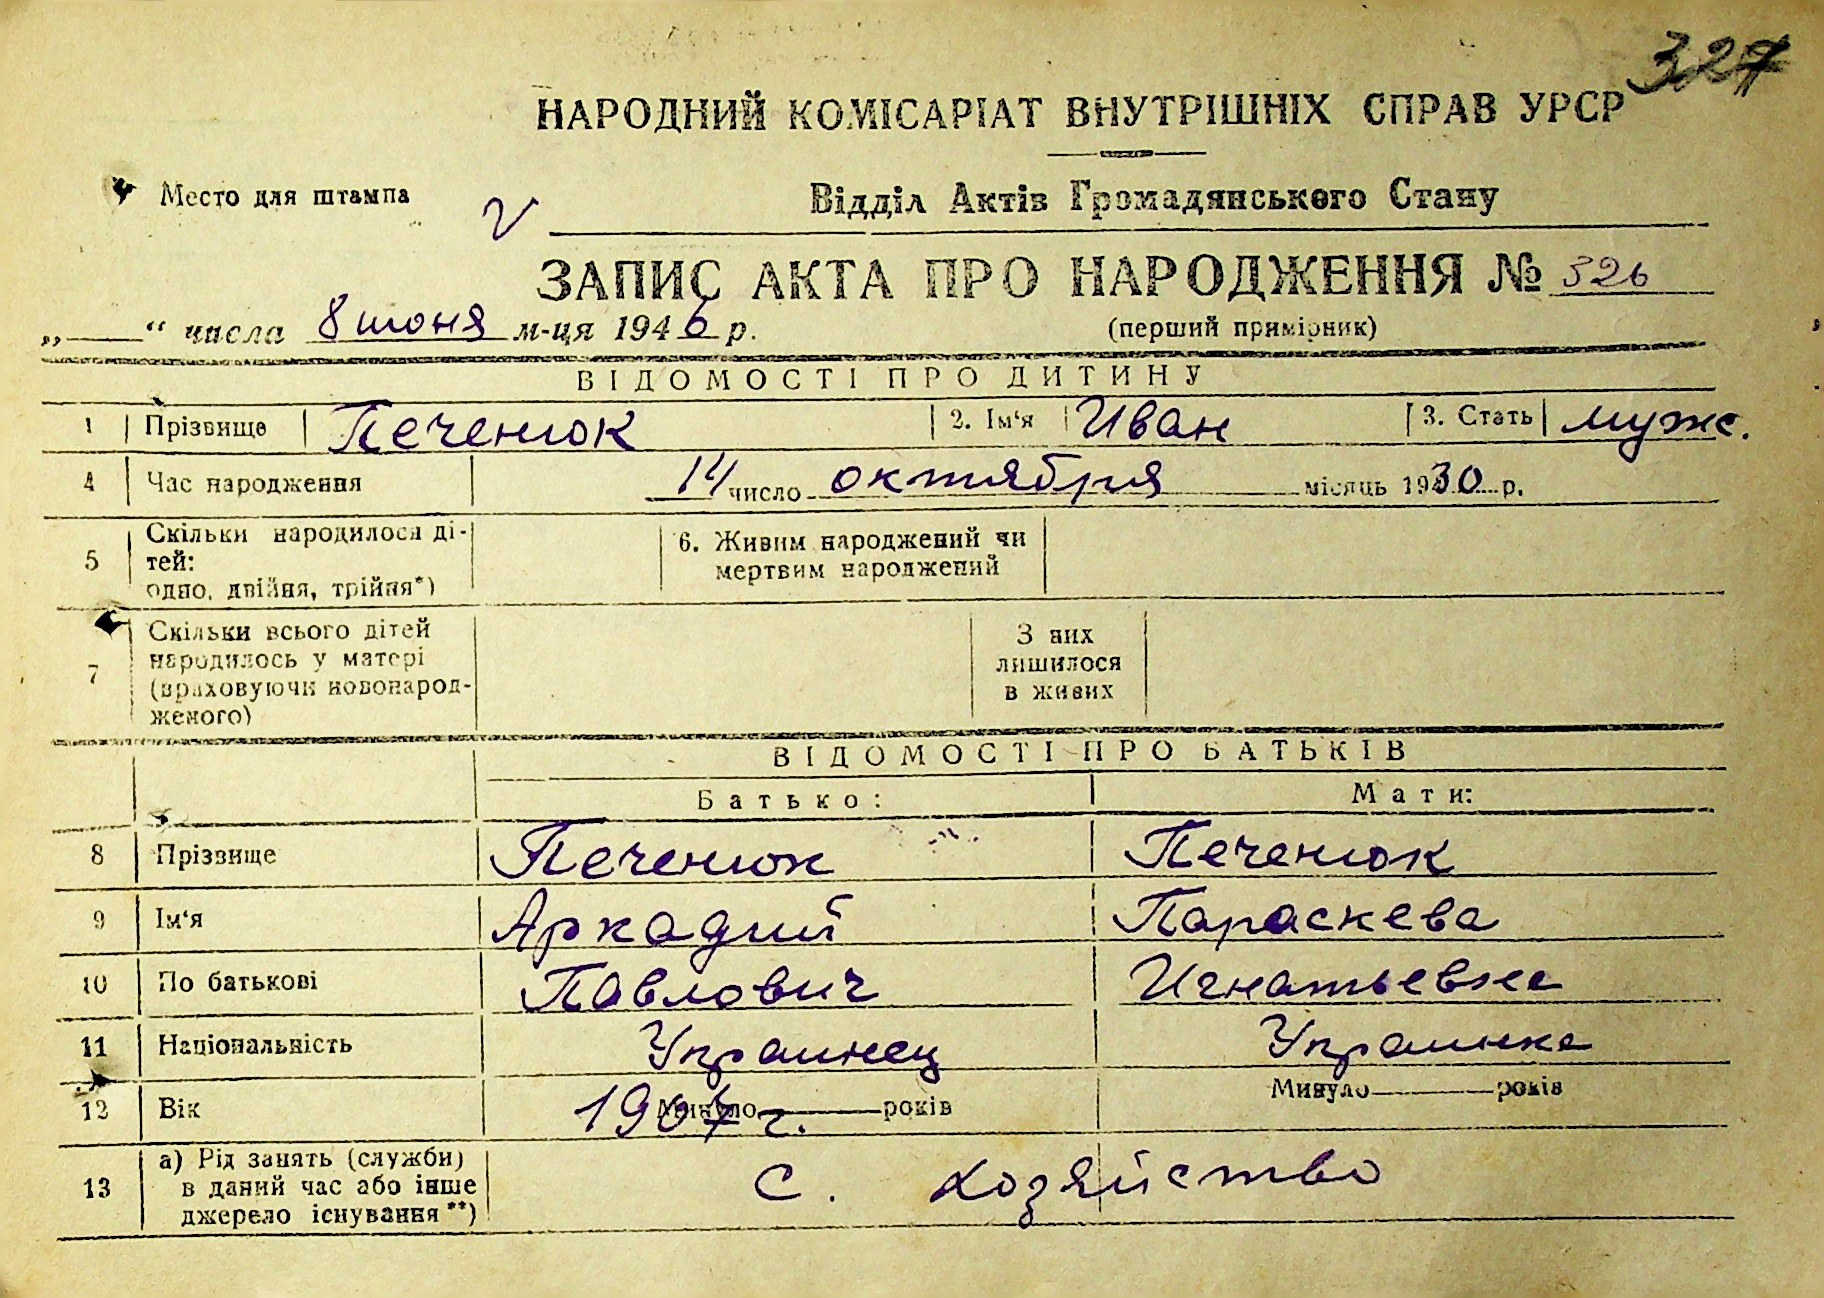 327
НАРОДНИЙ КОМІСАРІАТ ВНУТРІШНІХ СПРАВ УРСР
Место для штампа
V
Відділ Актів Громадянського Стану
ЗАПИС АКТА ПРО НАРОДЖЕННЯ № 326
„ “ числа 8 июня м-ця 1946 р.
(перший примірник)
ВІДОМОСТІ ПРО ДИТИНУ
1 Прізвище Печенюк 2. Ім‘я Иван 3. Стать муж.
4 Час народження 14 число октября місяць 1930 р.
5 Скільки народилося ді-
тей:
одно, двійня, трійня*)
6. Живим народжений чи
мертвим народжений
7 Скільки всього дітей
народилось у матері
(враховуючи новонарод-
женого)
З них
лишилося
в живих
ВІДОМОСТІ ПРО БАТЬКІВ
Батько: Мати:
8 Прізвище Печенюк Печенюк
9 Ім‘я Аркадий Параскева
10 По батькові Павлович Игнатьевна
11 Національність Украинец Украинка
12 Вік Минуло років 1907 г. Минуло років
13 а) Рід занять (служби)
в даний час або інше
джерело існування**)
С. хозяйство